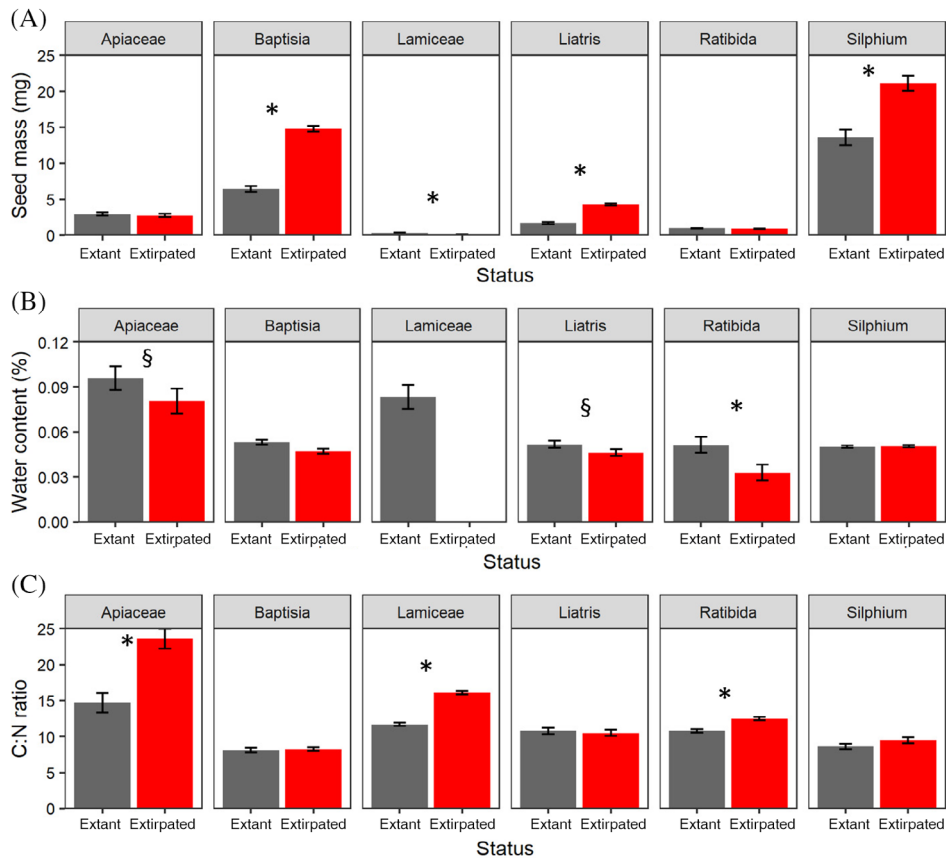 (A)
Apiaceae Baptisia Lamiceae Liatris Ratibida Silphium
Seed mass (mg)
25
20
15
10
5
0
* * * *
Extant Extirpated Extant Extirpated Extant Extirpated Extant Extirpated Extant Extirpated Extant Extirpated
Status
(B)
Apiaceae Baptisia Lamiceae Liatris Ratibida Silphium
Water content (%)
0.12
0.09
0.06
0.03
0.00
§ § *
Extant Extirpated Extant Extirpated Extant Extirpated Extant Extirpated Extant Extirpated Extant Extirpated
Status
(C)
Apiaceae Baptisia Lamiceae Liatris Ratibida Silphium
C:N ratio
25
20
15
10
5
0
* * *
Extant Extirpated Extant Extirpated Extant Extirpated Extant Extirpated Extant Extirpated Extant Extirpated
Status